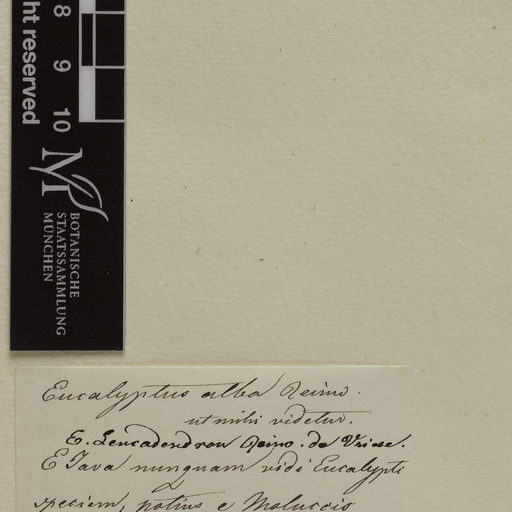 ht reserved
8 9 10
M
BOTANISCHE
STAATSSAMMLUNG
MÜNCHEN
Eucalyptus alba Reinw.
ut mihi videtur.
E. Leucadendron Reinw. de Vriese.
E Java nunquam vidi Eucalypti
speciem, potius e Moluccis